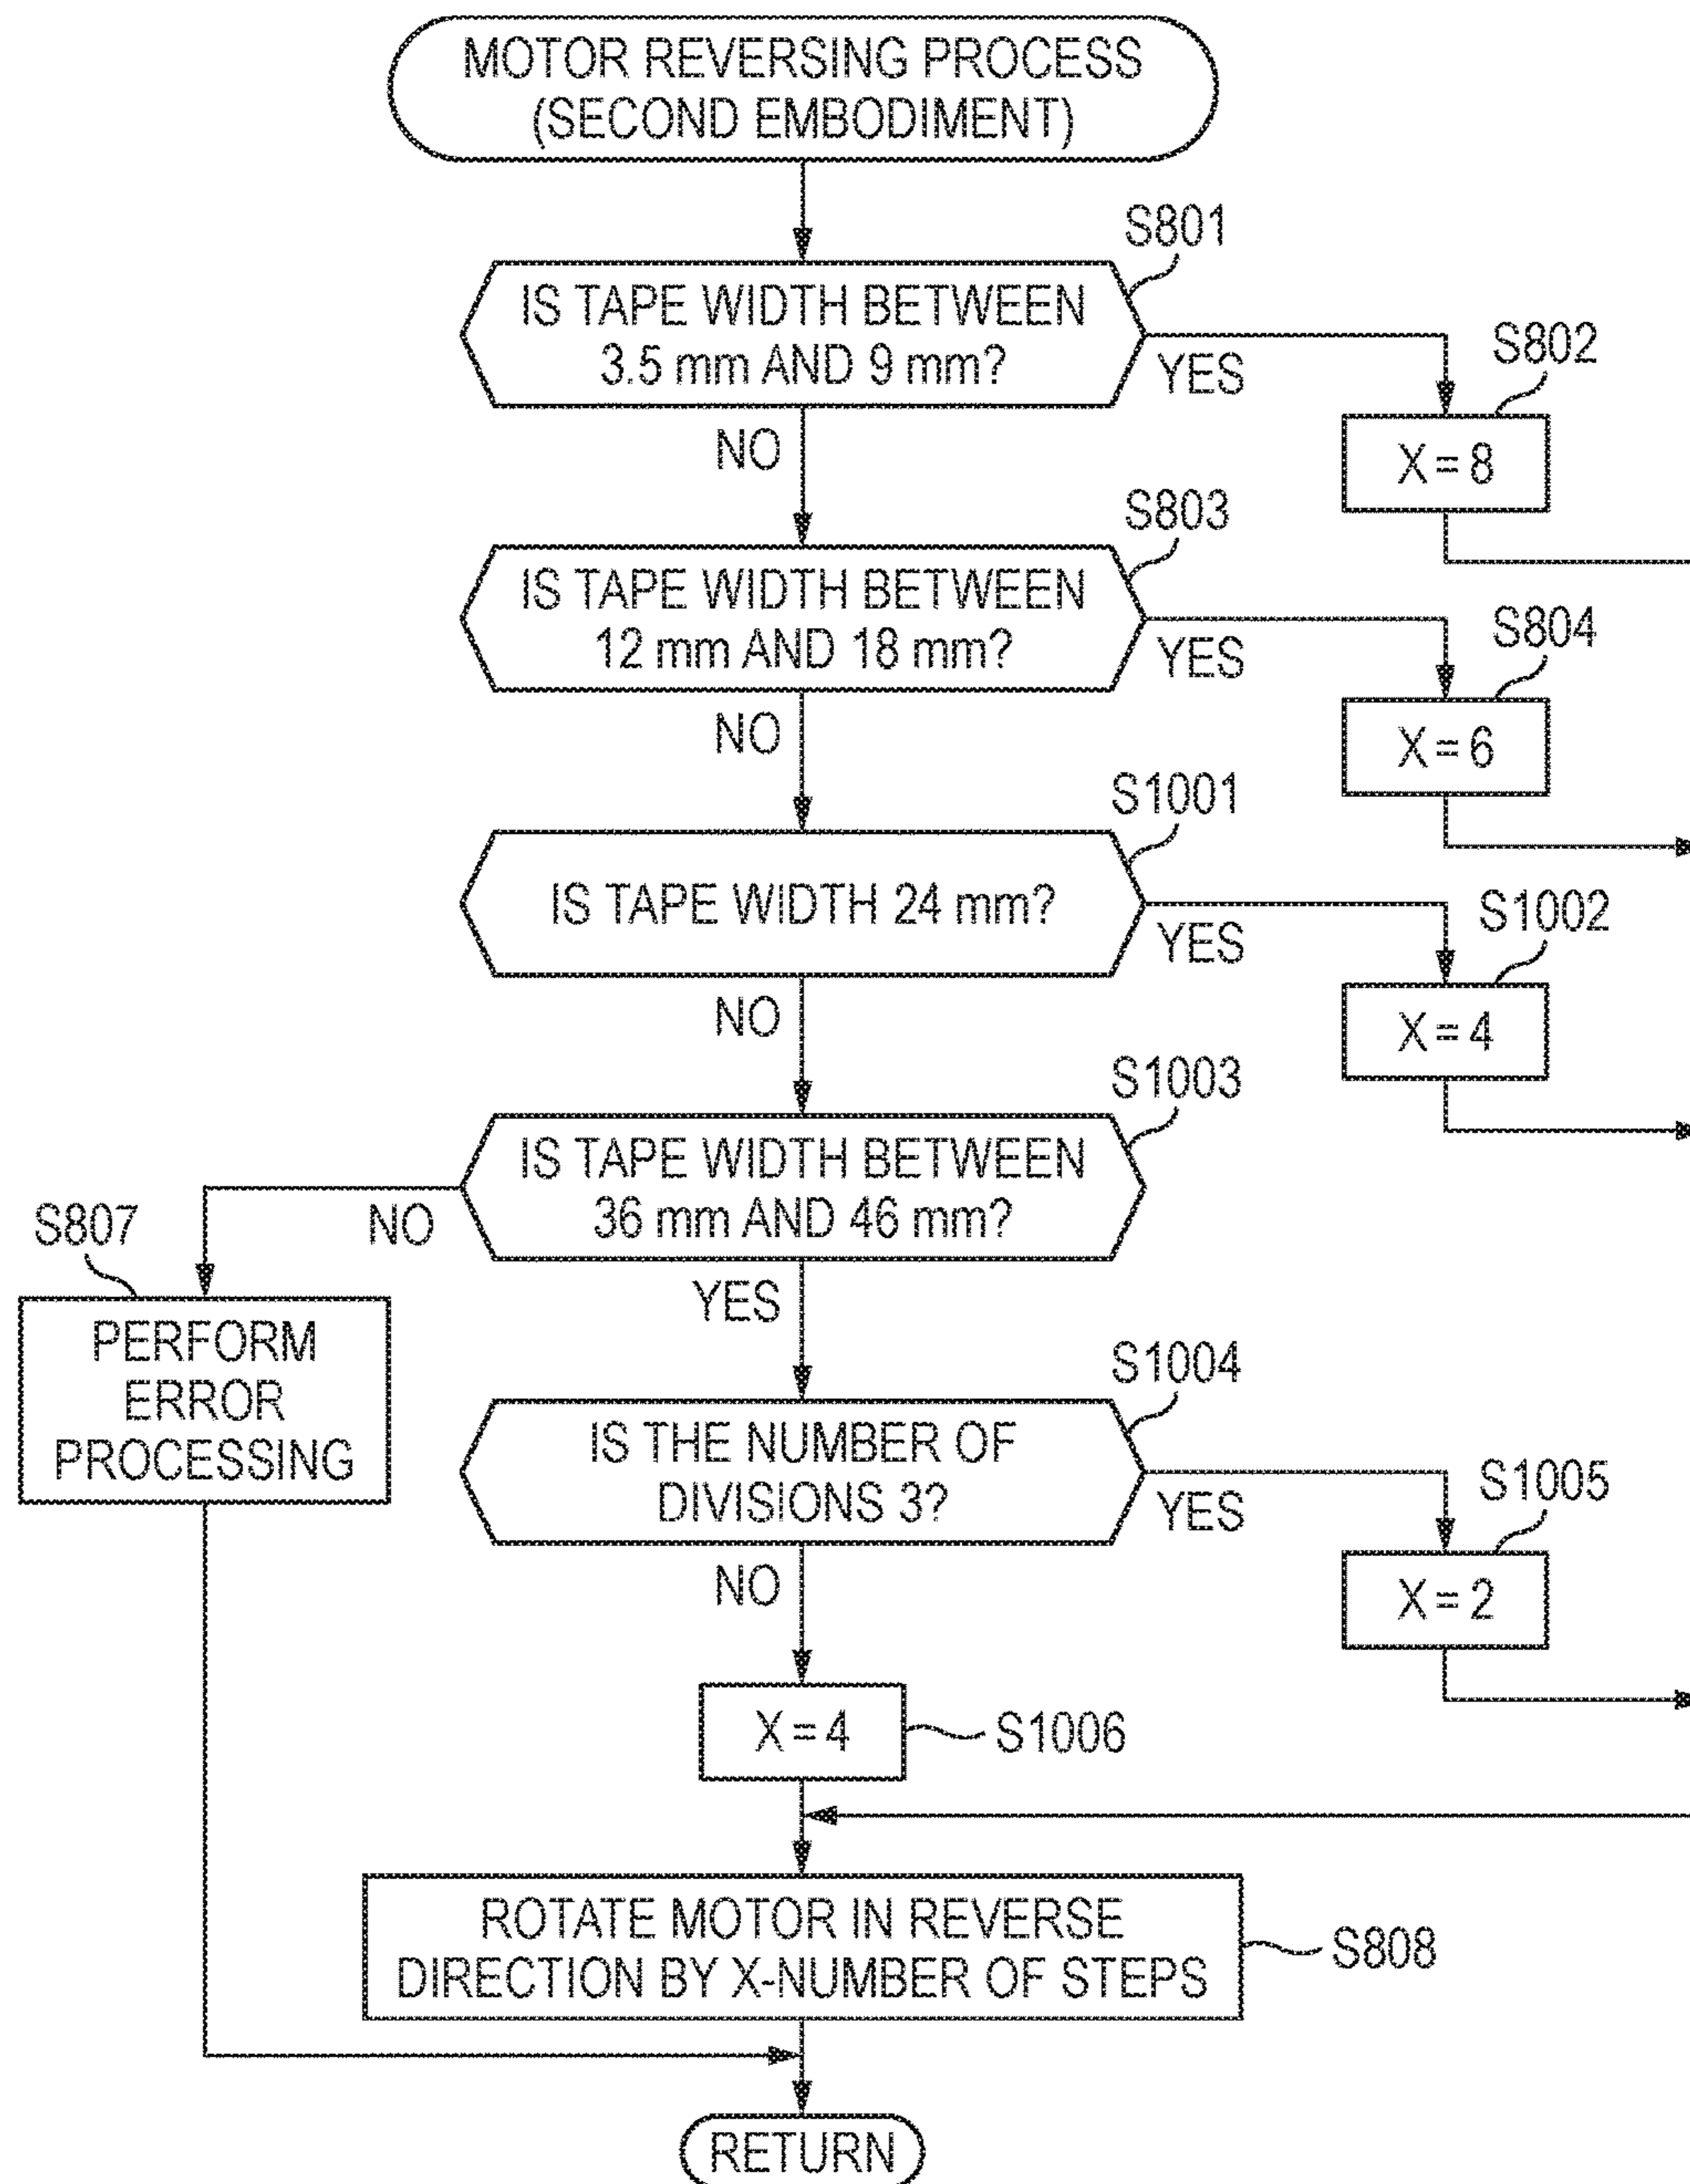 MOTOR REVERSING PROCESS
(SECOND EMBODIMENT)
S801
IS TAPE WIDTH BETWEEN
3.5 mm AND 9 mm?
YES
S802
X = 8
NO
S803
IS TAPE WIDTH BETWEEN
12 mm AND 18 mm?
YES
S804
X = 6
NO
S1001
IS TAPE WIDTH 24 mm?
YES
S1002
X = 4
NO
S1003
IS TAPE WIDTH BETWEEN
36 mm AND 46 mm?
NO
S807
PERFORM
ERROR
PROCESSING
YES
S1004
IS THE NUMBER OF
DIVISIONS 3?
YES
S1005
X = 2
NO
X = 4
S1006
ROTATE MOTOR IN REVERSE
DIRECTION BY X-NUMBER OF STEPS
S808
RETURN